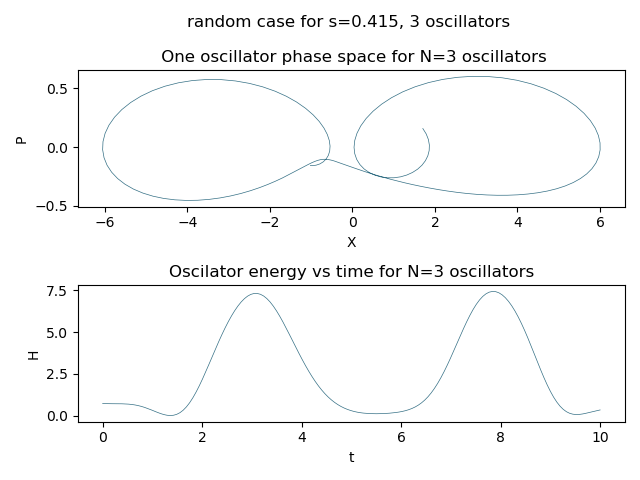 random case for s=0.415, 3 oscillators
One oscillator phase space for N=3 oscillators
0.5
0.0
−0.5
P
−6
−4
−2
0
2
4
6
X
Oscilator energy vs time for N=3 oscillators
7.5
5.0
2.5
0.0
H
0
2
4
6
8
10
t